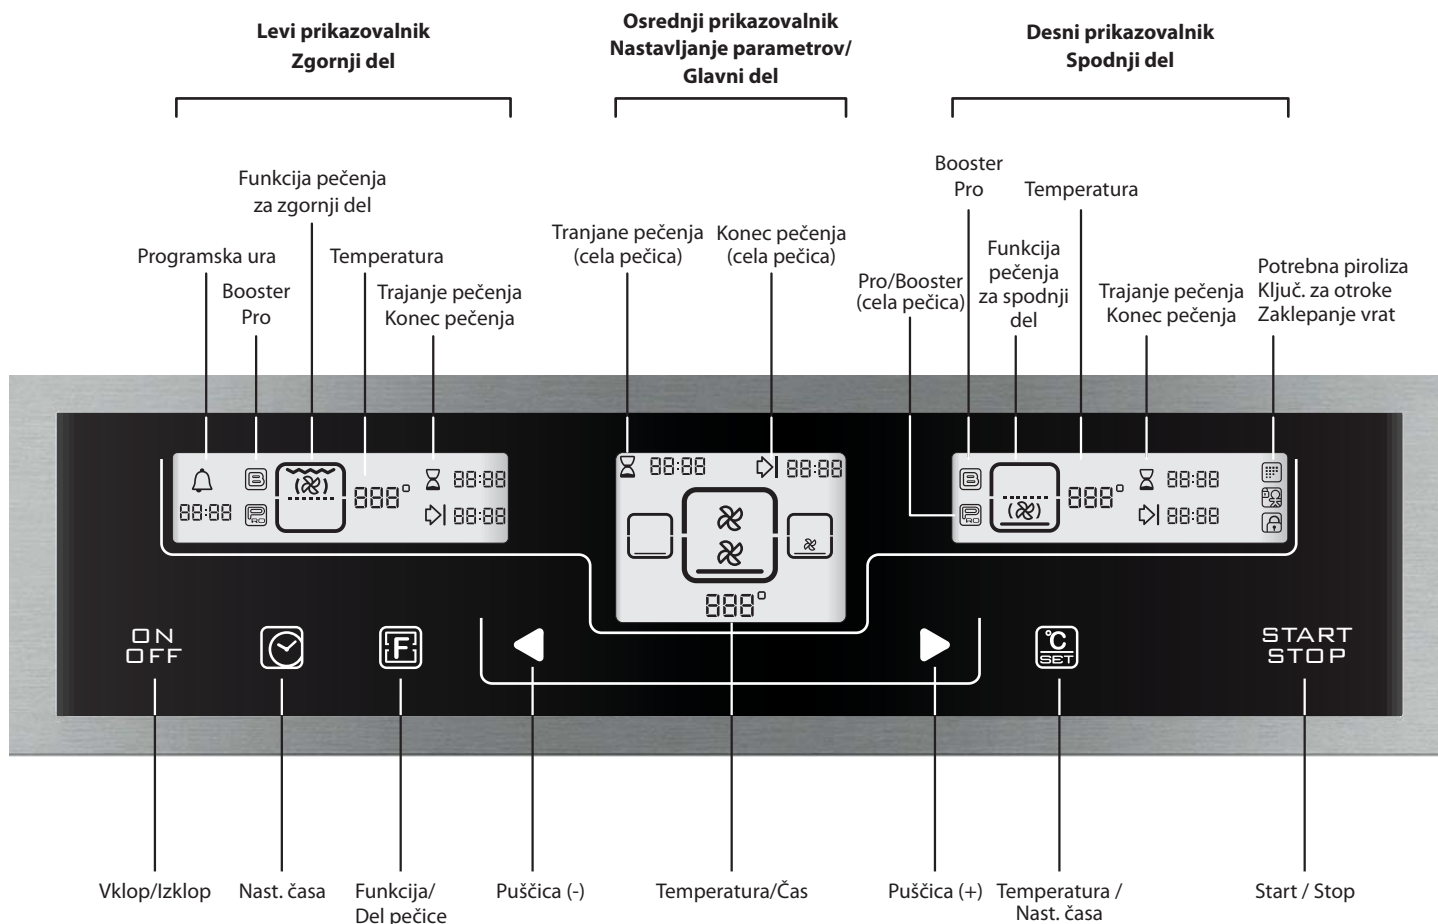 Levi prikazovalnik
Zgornji del
Osrednji prikazovalnik
Nastavljanje parametrov/
Glavni del
Desni prikazovalnik
Spodnji del
Funkcija pečenja
za zgornji del
Programska ura
Booster
Pro
Temperatura
Trajanje pečenja
Konec pečenja
Tranjane pečenja
(cela pečica)
Konec pečenja
(cela pečica)
Pro/Booster
(cela pečica)
Booster
Pro
Funkcija
pečenja
za spodnji
del
Temperatura
Trajanje pečenja
Konec pečenja
Potrebna piroliza
Ključ. za otroke
Zaklepanje vrat
88:88
B
PRO
888°
88:88
88:88
88:88
88:88
888°
B
PRO
888°
88:88
88:88
ON
OFF
F
°C
SET
START
STOP
Vklop/Izklop
Nast. časa
Funkcija/
Del pečice
Puščica (-)
Temperatura/Čas
Puščica (+)
Temperatura /
Nast. časa
Start / Stop